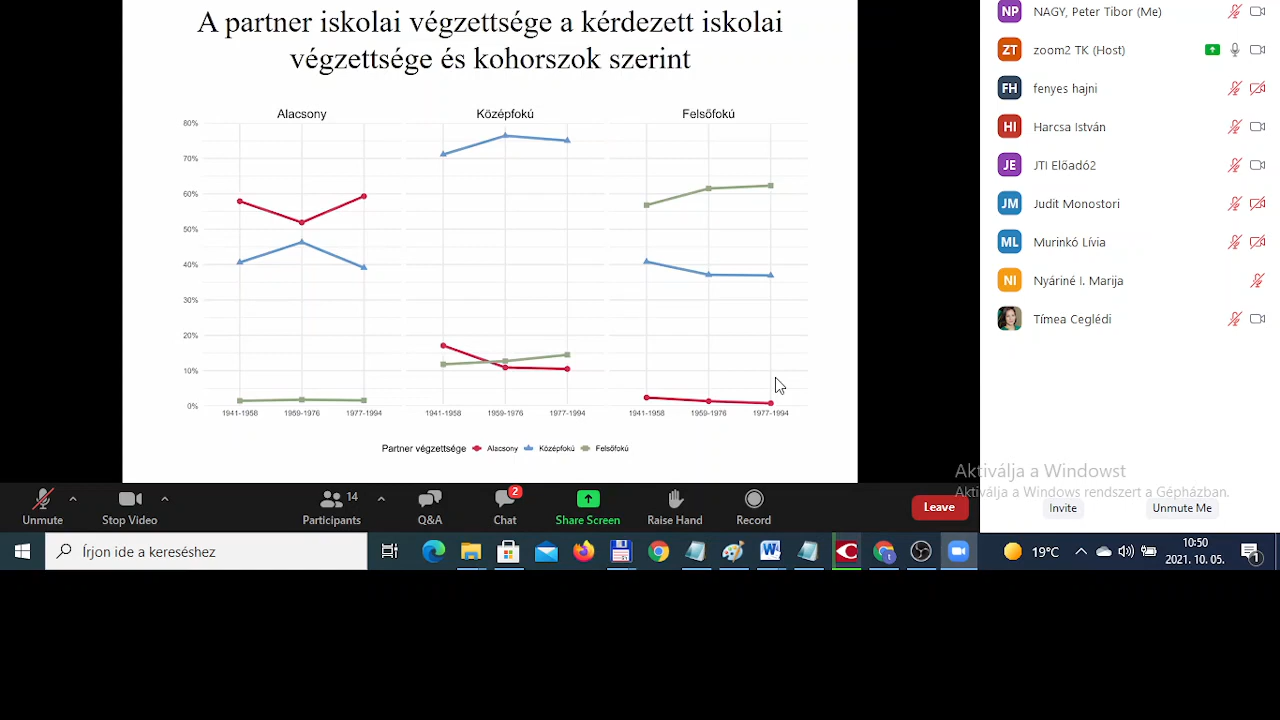 A partner iskolai végzettsége a kérdezett iskolai
végzettsége és kohorszok szerint
Alacsony
Középfokú
Felsőfokú
80%
70%
60%
50%
40%
30%
20%
10%
0%
1941-1958 1959-1976 1977-1994
1941-1958 1959-1976 1977-1994
1941-1958 1959-1976 1977-1994
Partner végzettsége Alacsony Középfokú Felsőfokú
NP NAGY, Peter Tibor (Me)
ZT zoom2 TK (Host)
FH fenyes hajni
HI Harcsa István
JE JTI Előadó2
JM Judit Monostori
ML Murinkó Lívia
NI Nyáriné I. Marija
Tímea Ceglédi
Aktiválja a Windowst
Aktiválja a Windows rendszert a Gépházban.
Invite Unmute Me
Unmute
Stop Video
14
Participants
Q&A
2
Chat
Share Screen
Raise Hand
Record
Leave
Írjon ide a kereséshez
19°C
10:50
2021. 10. 05.
1